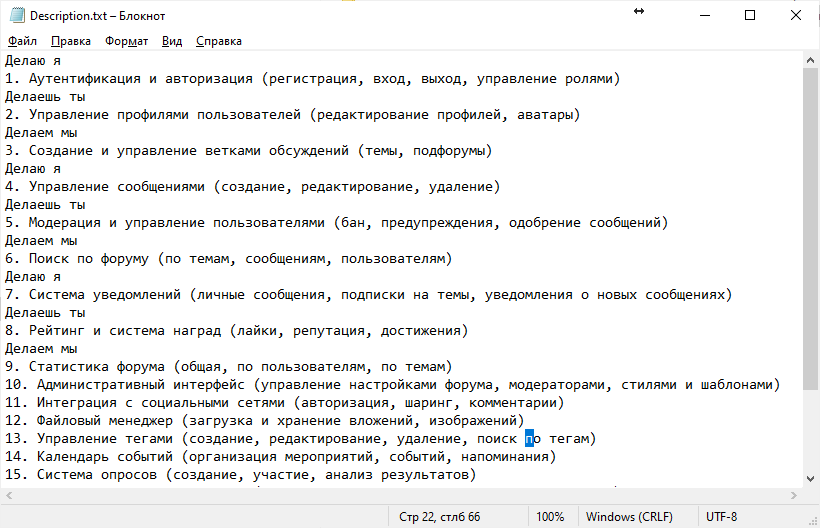 Description.txt – Блокнот
Файл Правка Формат Вид Справка
Делаю я
1. Аутентификация и авторизация (регистрация, вход, выход, управление ролями)
Делаешь ты
2. Управление профилями пользователей (редактирование профилей, аватары)
Делаем мы
3. Создание и управление ветками обсуждений (темы, подфорумы)
Делаю я
4. Управление сообщениями (создание, редактирование, удаление)
Делаешь ты
5. Модерация и управление пользователями (бан, предупреждения, одобрение сообщений)
Делаем мы
6. Поиск по форуму (по темам, сообщениям, пользователям)
Делаю я
7. Система уведомлений (личные сообщения, подписки на темы, уведомления о новых сообщениях)
Делаешь ты
8. Рейтинг и система наград (лайки, репутация, достижения)
Делаем мы
9. Статистика форума (общая, по пользователям, по темам)
10. Административный интерфейс (управление настройками форума, модераторами, стилями и шаблонами)
11. Интеграция с социальными сетями (авторизация, шаринг, комментарии)
12. Файловый менеджер (загрузка и хранение вложений, изображений)
13. Управление тегами (создание, редактирование, удаление, поиск по тегам)
14. Календарь событий (организация мероприятий, событий, напоминания)
15. Система опросов (создание, участие, анализ результатов)
Стр 22, стлб 66 100% Windows (CRLF) UTF-8